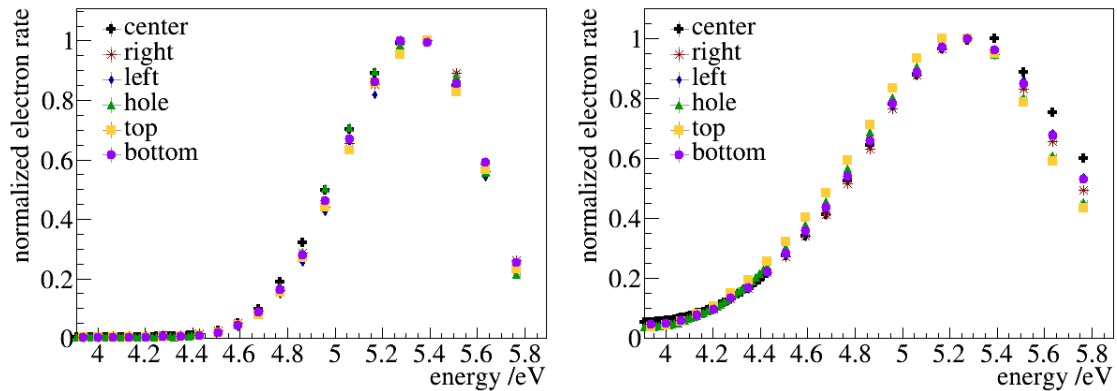 normalized electron rate
1
0.8
0.6
0.4
0.2
0
center
right
left
hole
top
bottom
4 4.2 4.4 4.6 4.8 5 5.2 5.4 5.6 5.8
energy /eV
normalized electron rate
1
0.8
0.6
0.4
0.2
0
center
right
left
hole
top
bottom
4 4.2 4.4 4.6 4.8 5 5.2 5.4 5.6 5.8
energy /eV